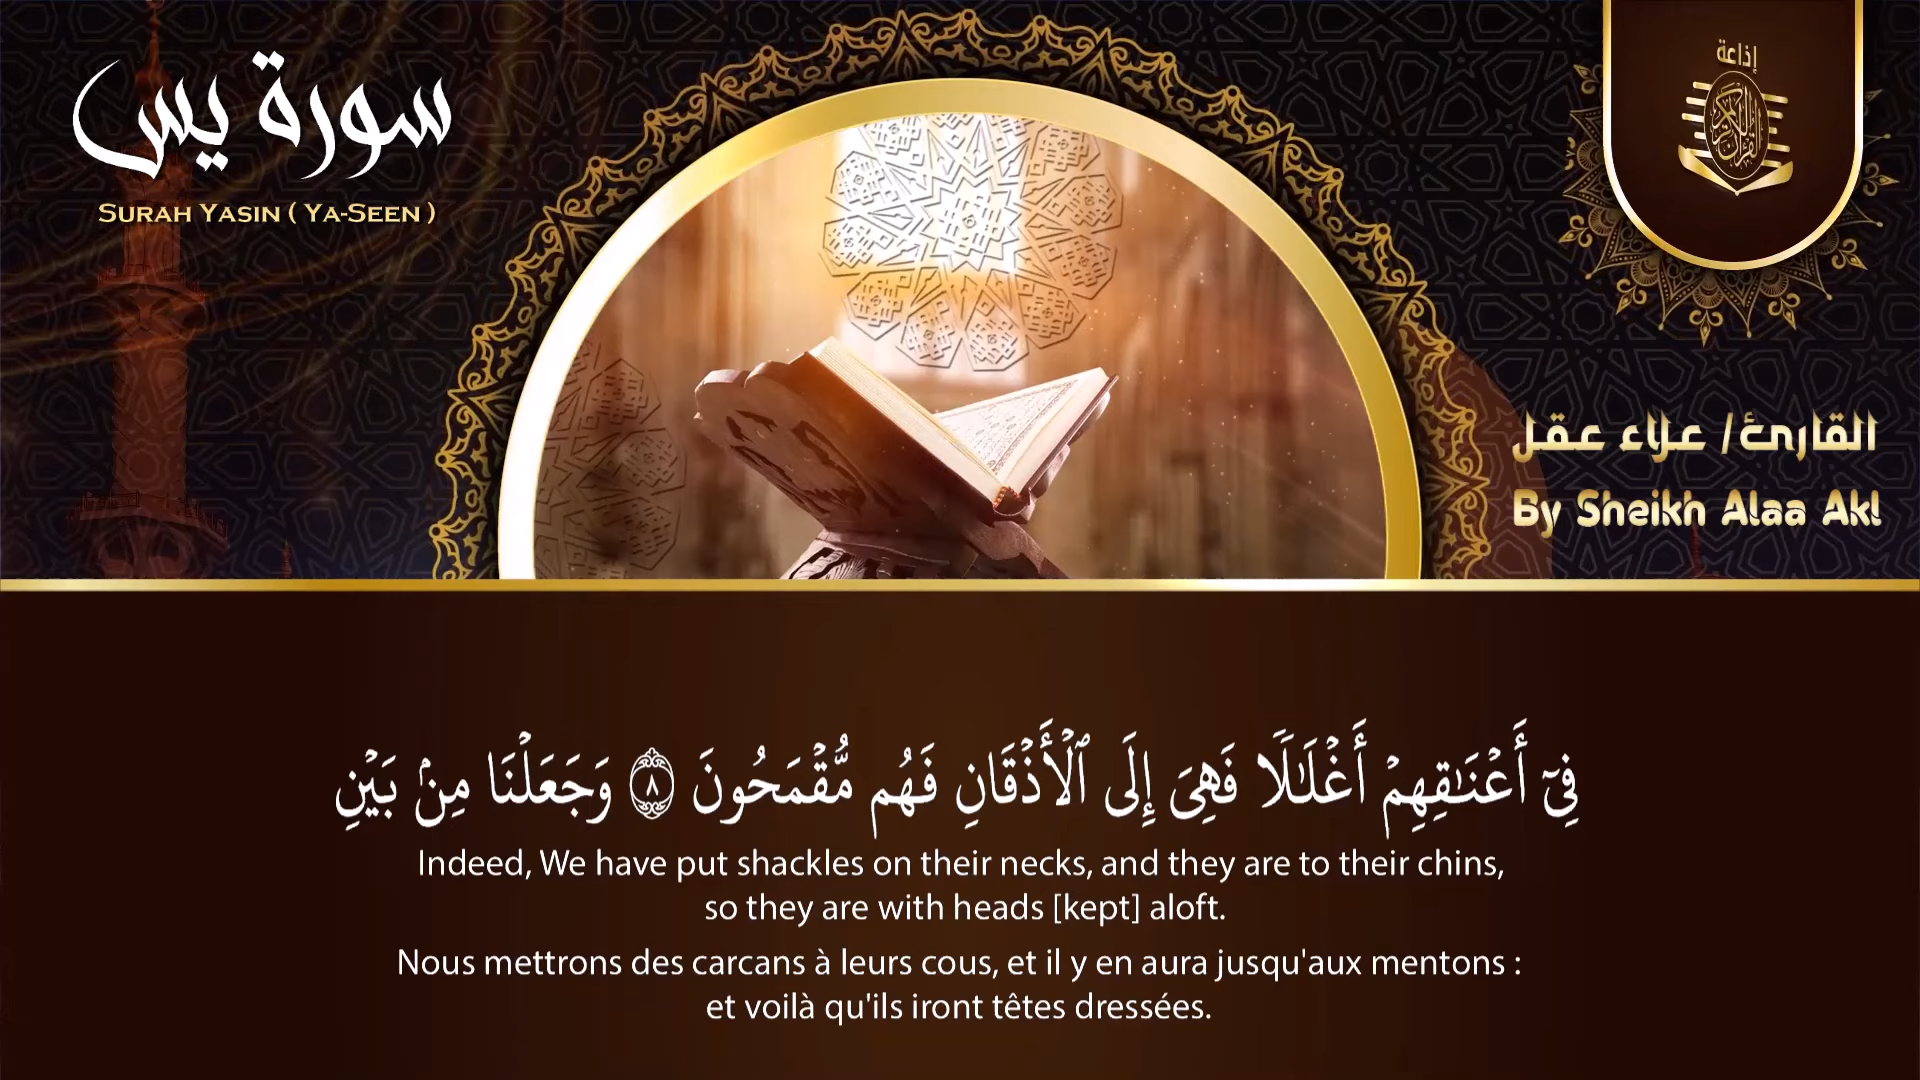 سورة يس
SURAH YASIN ( YA-SEEN )
إذاعة
القرآن الكريم
القارئ/ علاء عقل
By Sheikh Alaa Akl
فِىٓ أَعْنَـٰقِهِمْ أَغْلَـٰلًا فَهِىَ إِلَى ٱلْأَذْقَانِ فَهُم مُّقْمَحُونَ ٨ وَجَعَلْنَا مِنۢ بَيْنِ
Indeed, We have put shackles on their necks, and they are to their chins,
so they are with heads [kept] aloft.
Nous mettrons des carcans à leurs cous, et il y en aura jusqu'aux mentons :
et voilà qu'ils iront têtes dressées.